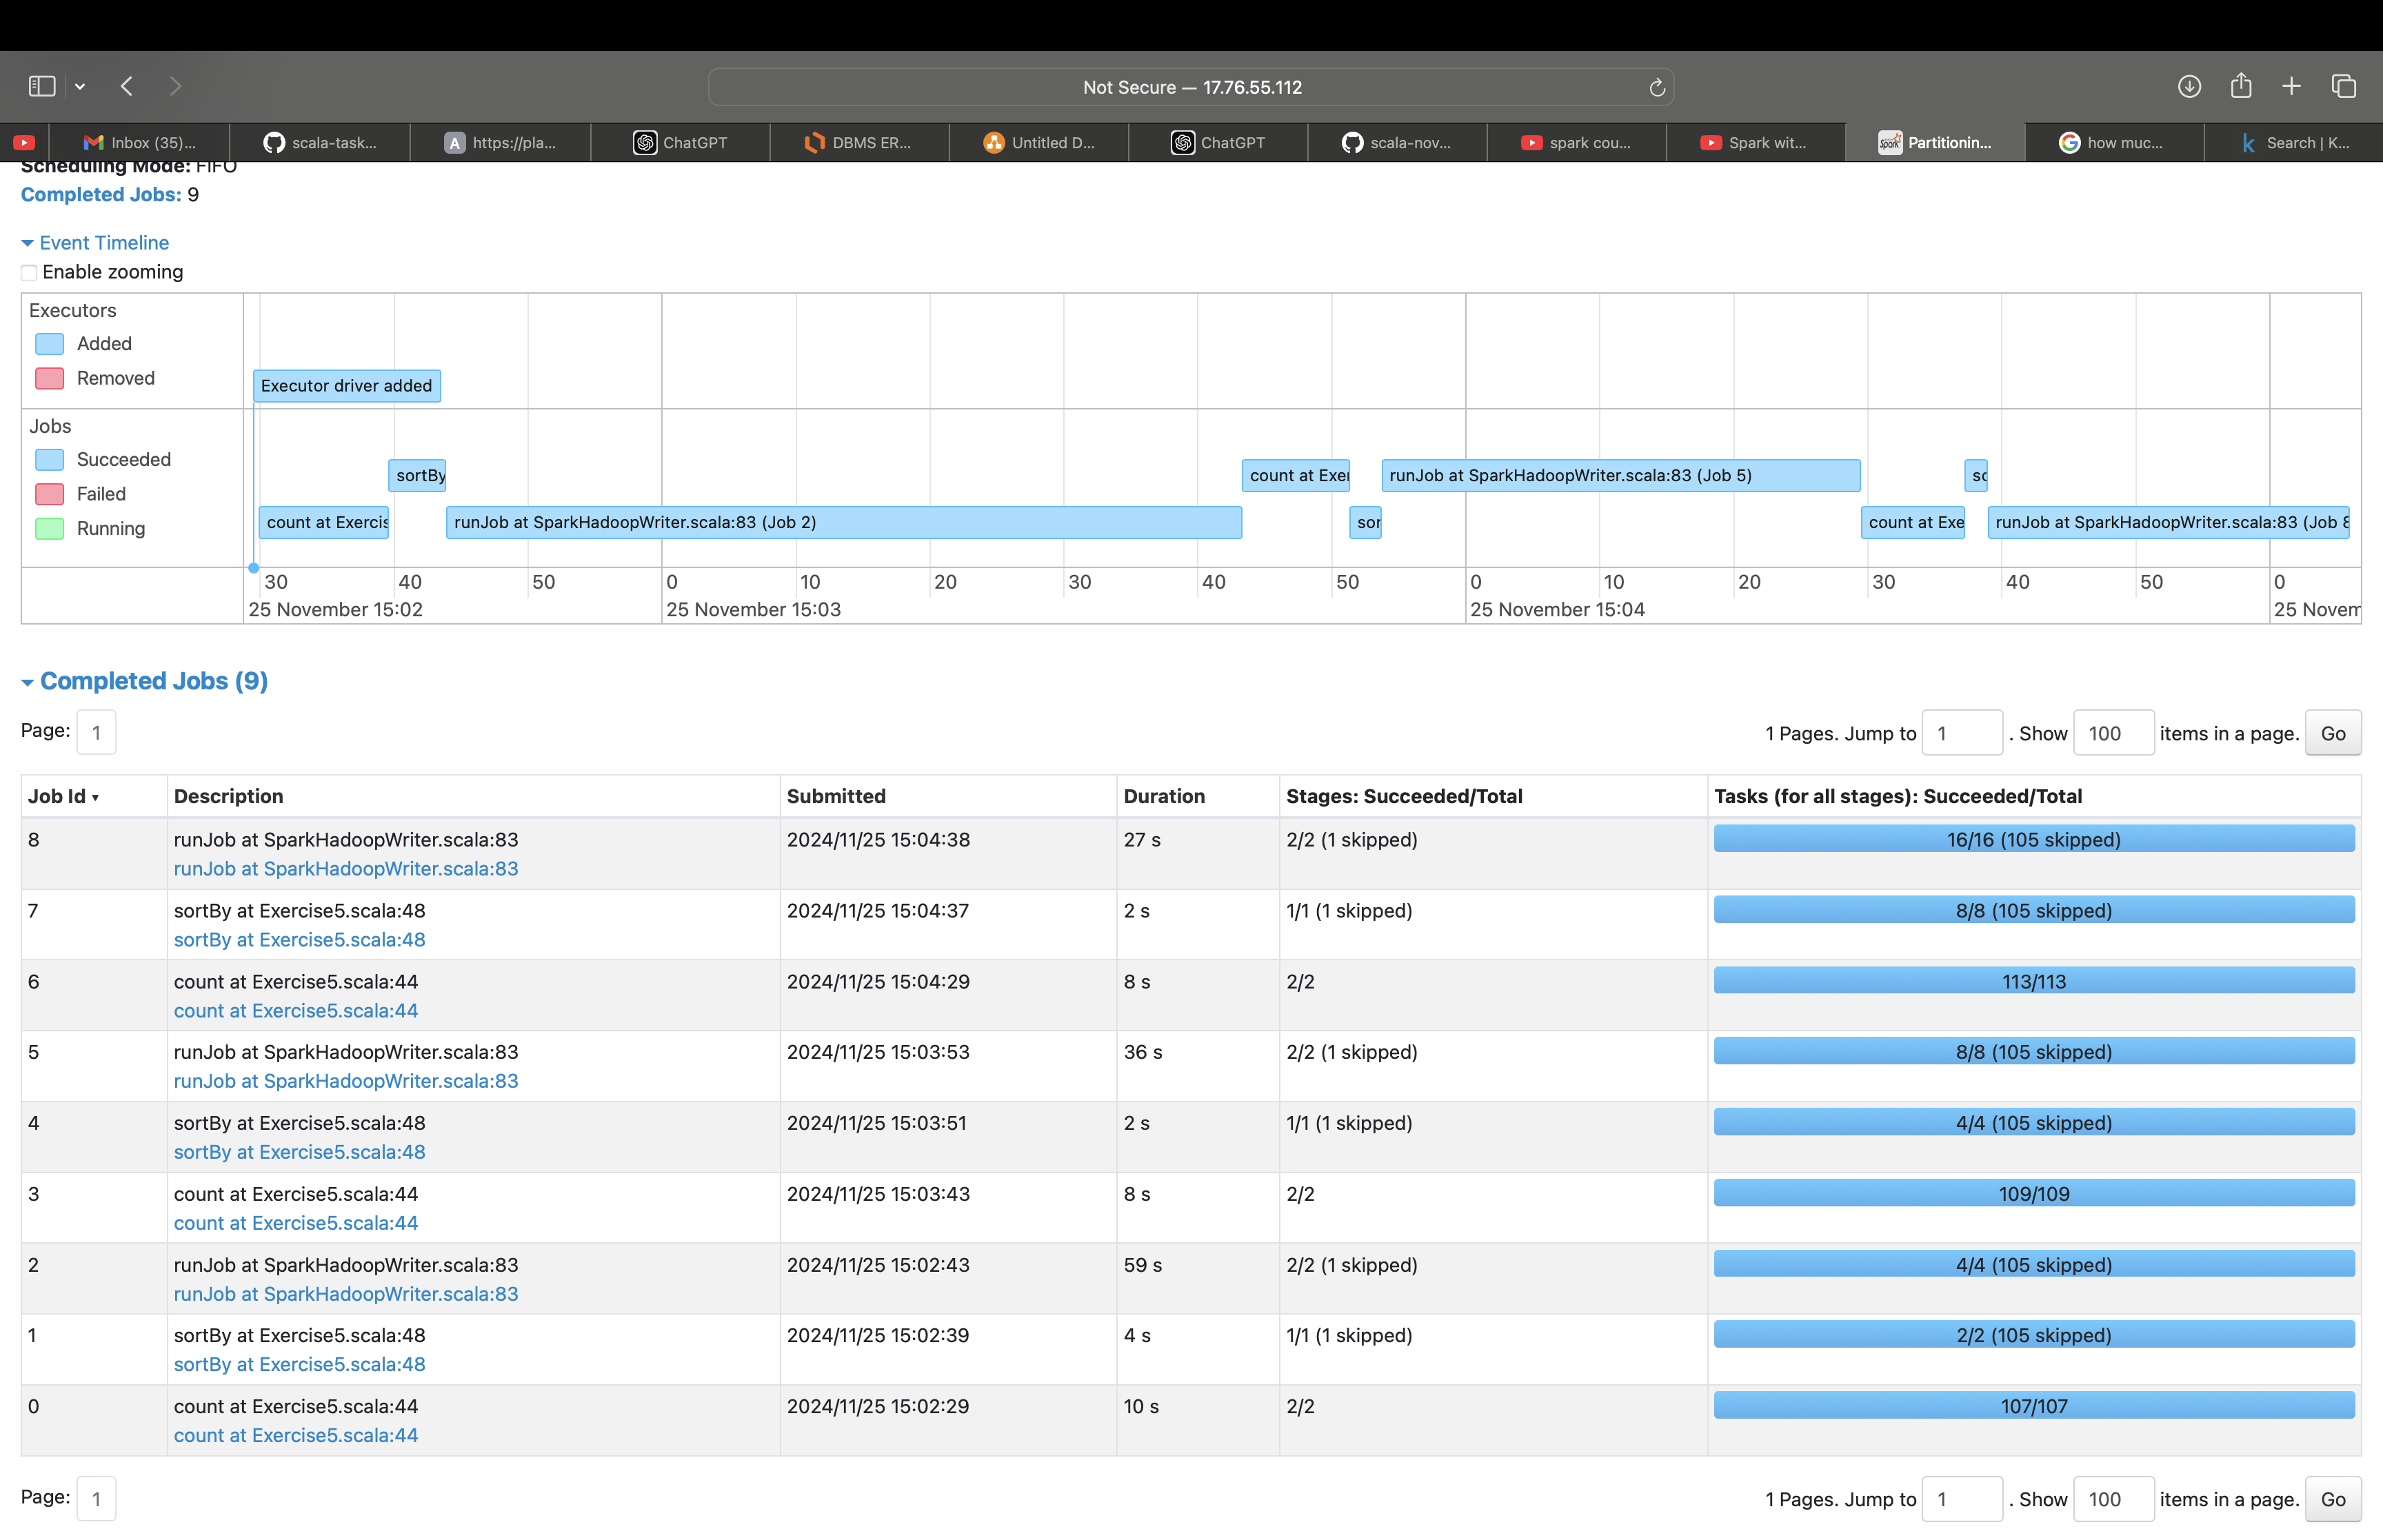 Not Secure — 17.76.55.112
Inbox (35)...
scala-task...
A
https://pla...
ChatGPT
DBMS ER...
Untitled D...
ChatGPT
scala-nov...
spark cou...
Spark wit...
Spark
Partitionin...
how muc...
Search | K...
Scheduling Mode: FIFO
Completed Jobs: 9
Event Timeline
Enable zooming
Executors
Added
Removed
Executor driver added
Jobs
Succeeded
Failed
Running
sortBy
count at Exer
runJob at SparkHadoopWriter.scala:83 (Job 5)
so
count at Exercis
runJob at SparkHadoopWriter.scala:83 (Job 2)
sor
count at Exe
runJob at SparkHadoopWriter.scala:83 (Job 8
30 40 50 0 10 20 30 40 50 0 10 20 30 40 50 0
25 November 15:02 25 November 15:03 25 November 15:04 25 Novem
Completed Jobs (9)
Page: 1
1 Pages. Jump to 1 . Show 100 items in a page. Go
Job Id ▾ Description Submitted Duration Stages: Succeeded/Total Tasks (for all stages): Succeeded/Total
8 runJob at SparkHadoopWriter.scala:83 2024/11/25 15:04:38 27 s 2/2 (1 skipped) 16/16 (105 skipped)
runJob at SparkHadoopWriter.scala:83
7 sortBy at Exercise5.scala:48 2024/11/25 15:04:37 2 s 1/1 (1 skipped) 8/8 (105 skipped)
sortBy at Exercise5.scala:48
6 count at Exercise5.scala:44 2024/11/25 15:04:29 8 s 2/2 113/113
count at Exercise5.scala:44
5 runJob at SparkHadoopWriter.scala:83 2024/11/25 15:03:53 36 s 2/2 (1 skipped) 8/8 (105 skipped)
runJob at SparkHadoopWriter.scala:83
4 sortBy at Exercise5.scala:48 2024/11/25 15:03:51 2 s 1/1 (1 skipped) 4/4 (105 skipped)
sortBy at Exercise5.scala:48
3 count at Exercise5.scala:44 2024/11/25 15:03:43 8 s 2/2 109/109
count at Exercise5.scala:44
2 runJob at SparkHadoopWriter.scala:83 2024/11/25 15:02:43 59 s 2/2 (1 skipped) 4/4 (105 skipped)
runJob at SparkHadoopWriter.scala:83
1 sortBy at Exercise5.scala:48 2024/11/25 15:02:39 4 s 1/1 (1 skipped) 2/2 (105 skipped)
sortBy at Exercise5.scala:48
0 count at Exercise5.scala:44 2024/11/25 15:02:29 10 s 2/2 107/107
count at Exercise5.scala:44
Page: 1
1 Pages. Jump to 1 . Show 100 items in a page. Go